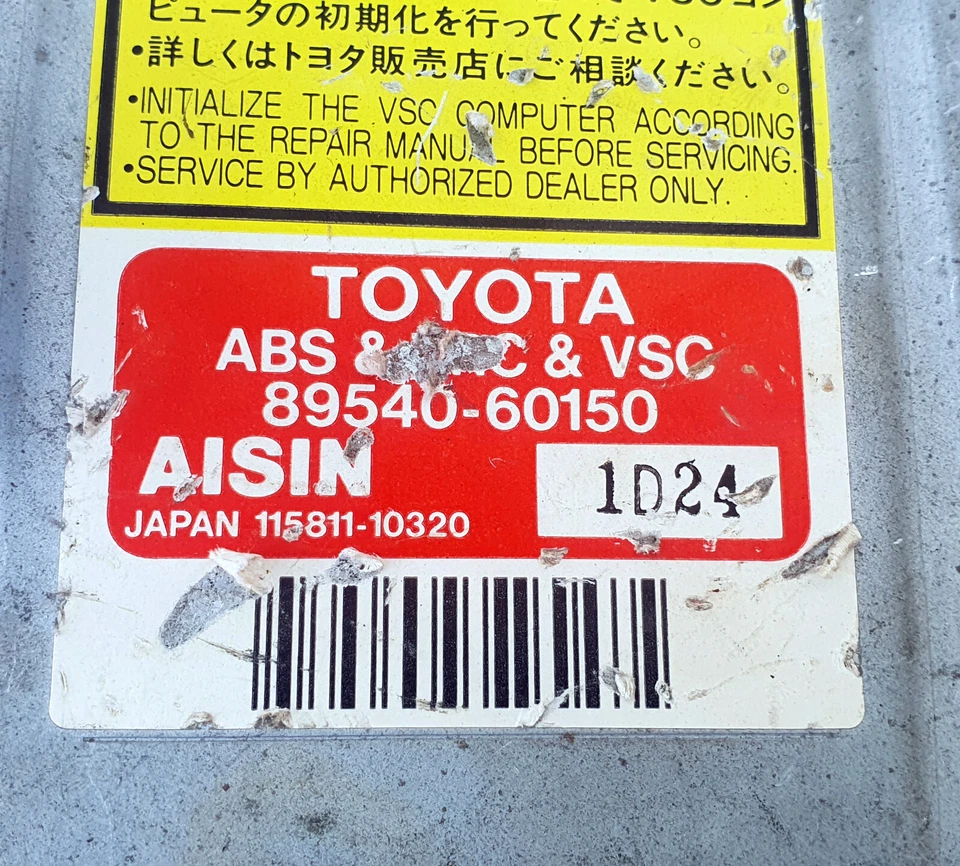 ピュータの初期化を行ってください。
•詳しくはトヨタ販売店にご相談ください。
•INITIALIZE THE VSC COMPUTER ACCORDING
TO THE REPAIR MANUAL BEFORE SERVICING.
•SERVICE BY AUTHORIZED DEALER ONLY.
TOYOTA
ABS & & VSC
89540-60150
AISIN
JAPAN 115811-10320
1D24